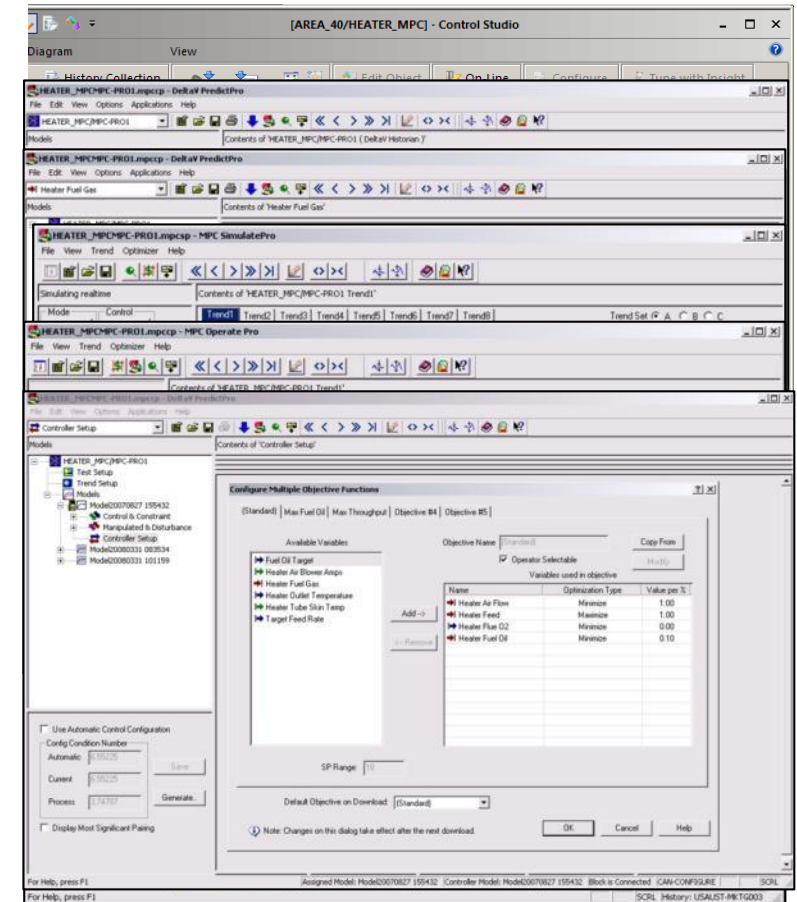 [AREA_40/HEATER_MPC] - Control Studio
Diagram View
History Collection Edit Object On-Line Configure Tune with Insight
HEATER_MPCMPC-PRO1.mpccp - DeltaV PredictPro
File Edit View Options Applications Help
HEATER_MPC/MPC-PRO1
Models Contents of 'HEATER_MPC/MPC-PRO1 ( DeltaV Historian )'
HEATER_MPCMPC-PRO1.mpccp - DeltaV PredictPro
File Edit View Options Applications Help
Heater Fuel Gas
Models Contents of 'Heater Fuel Gas'
HEATER_MPCMPC-PRO1.mpcsp - MPC SimulatePro
File View Trend Optimizer Help
Simulating realtime Contents of 'HEATER_MPC/MPC-PRO1 Trend1'
Mode Control Trend1 Trend2 Trend3 Trend4 Trend5 Trend6 Trend7 Trend8 Trend Set A B C
HEATER_MPCMPC-PRO1.mpccp - MPC Operate Pro
File View Trend Optimizer Help
Contents of 'HEATER_MPC/MPC-PRO1 Trend1'
HEATER_MPCMPC-PRO1.mpccp - DeltaV PredictPro
File Edit View Options Applications Help
Controller Setup
Models Contents of 'Controller Setup'
HEATER_MPC/MPC-PRO1
Test Setup
Trend Setup
Models
Model20070827 155432
Control & Constraint
Manipulated & Disturbance
Controller Setup
Model20080331 083534
Model20080331 101159
Configure Multiple Objective Functions
(Standard) Max Fuel Oil Max Throughput Objective #4 Objective #5
Available Variables
Fuel Oil Target
Heater Air Blower Amps
Heater Fuel Gas
Heater Outlet Temperature
Heater Tube Skin Temp
Target Feed Rate
Add ->
<- Remove
Objective Name (Standard) Copy From
Operator Selectable Modify
Variables used in objective
Name Optimization Type Value per %
Heater Air Flow Minimize 1.00
Heater Feed Maximize 1.00
Heater Flue O2 Minimize 0.00
Heater Fuel Oil Minimize 0.10
SP Range: 10
Default Objective on Download: (Standard)
Note: Changes on this dialog take effect after the next download.
OK Cancel Help
Use Automatic Control Configuration
Config Condition Number
Automatic 6.55225
Save
Current 6.55225
Process 3.74787 Generate..
Display Most Significant Pairing
For Help, press F1 Assigned Model: Model20070827 155432 Controller Model: Model20070827 155432 Block is Connected CAN-CONFIGURE SCRL
For Help, press F1 SCRL History: USAUST-MKTG003